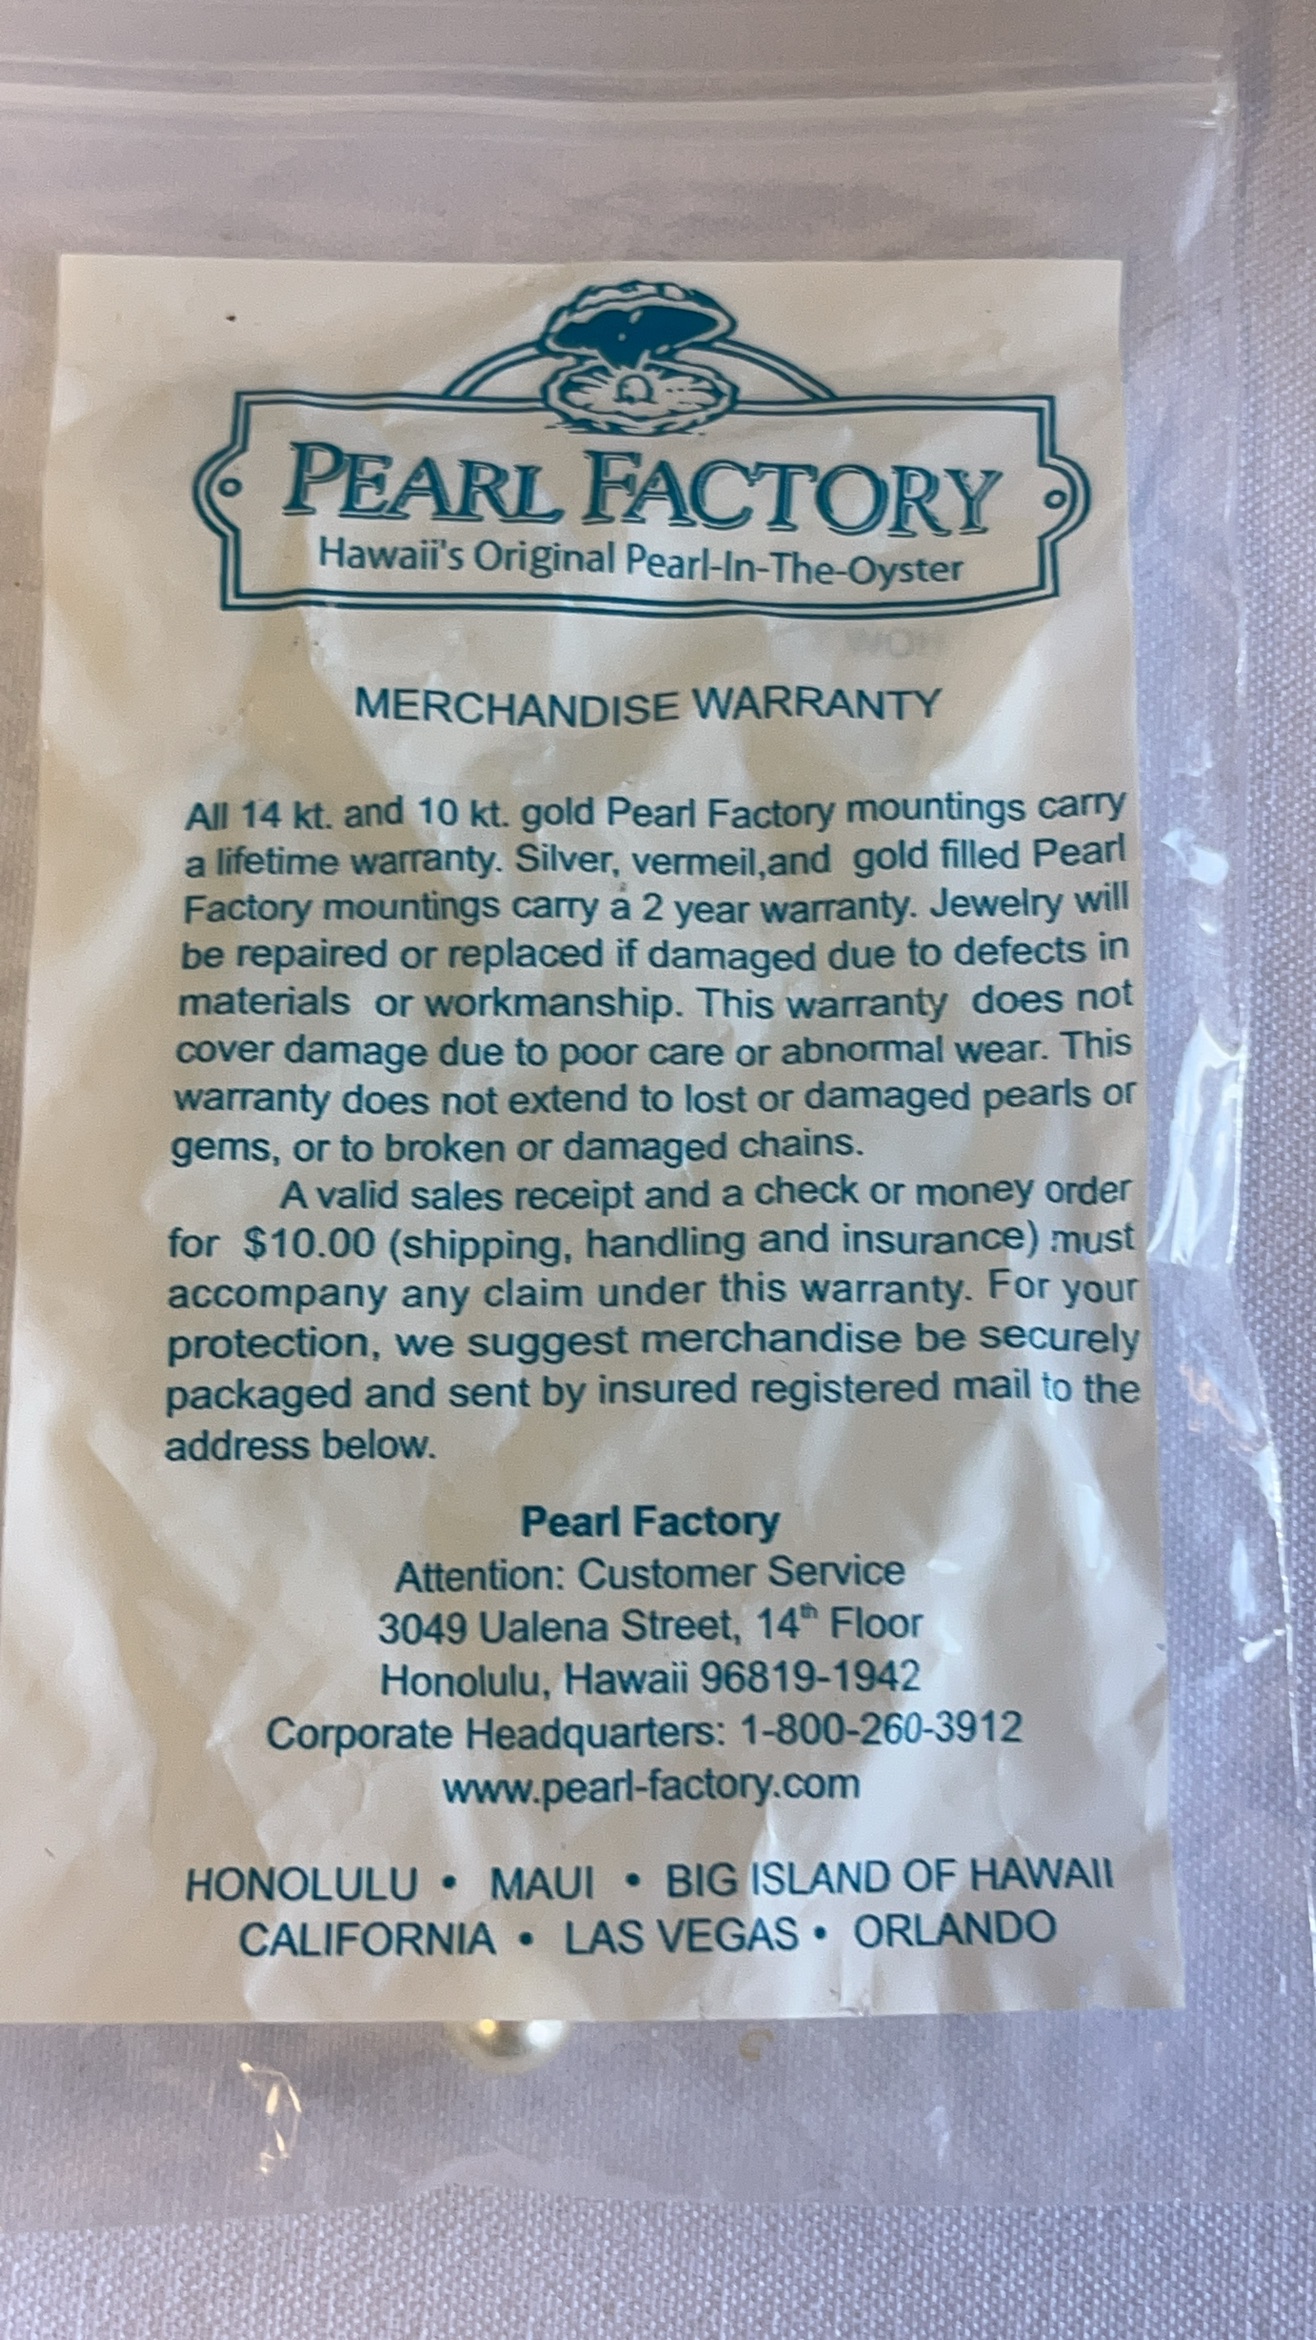 PEARL FACTORY
Hawaii's Original Pearl-In-The-Oyster
MERCHANDISE WARRANTY
All 14 kt. and 10 kt. gold Pearl Factory mountings carry
a lifetime warranty. Silver, vermeil,and gold filled Pearl
Factory mountings carry a 2 year warranty. Jewelry will
be repaired or replaced if damaged due to defects in
materials or workmanship. This warranty does not
cover damage due to poor care or abnormal wear. This
warranty does not extend to lost or damaged pearls or
gems, or to broken or damaged chains.
A valid sales receipt and a check or money order
for $10.00 (shipping, handling and insurance) must
accompany any claim under this warranty. For your
protection, we suggest merchandise be securely
packaged and sent by insured registered mail to the
address below.
Pearl Factory
Attention: Customer Service
3049 Ualena Street, 14th Floor
Honolulu, Hawaii 96819-1942
Corporate Headquarters: 1-800-260-3912
www.pearl-factory.com
HONOLULU • MAUI • BIG ISLAND OF HAWAII
CALIFORNIA • LAS VEGAS • ORLANDO